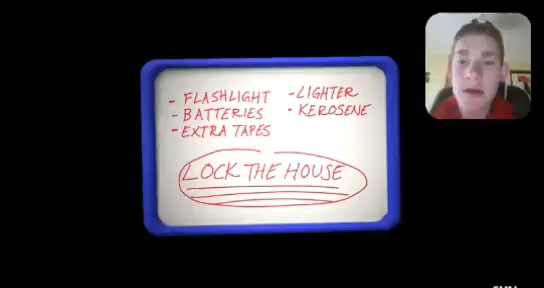 - FLASHLIGHT
- BATTERIES
- EXTRA TAPES
- LIGHTER
- KEROSENE
LOCK THE HOUSE